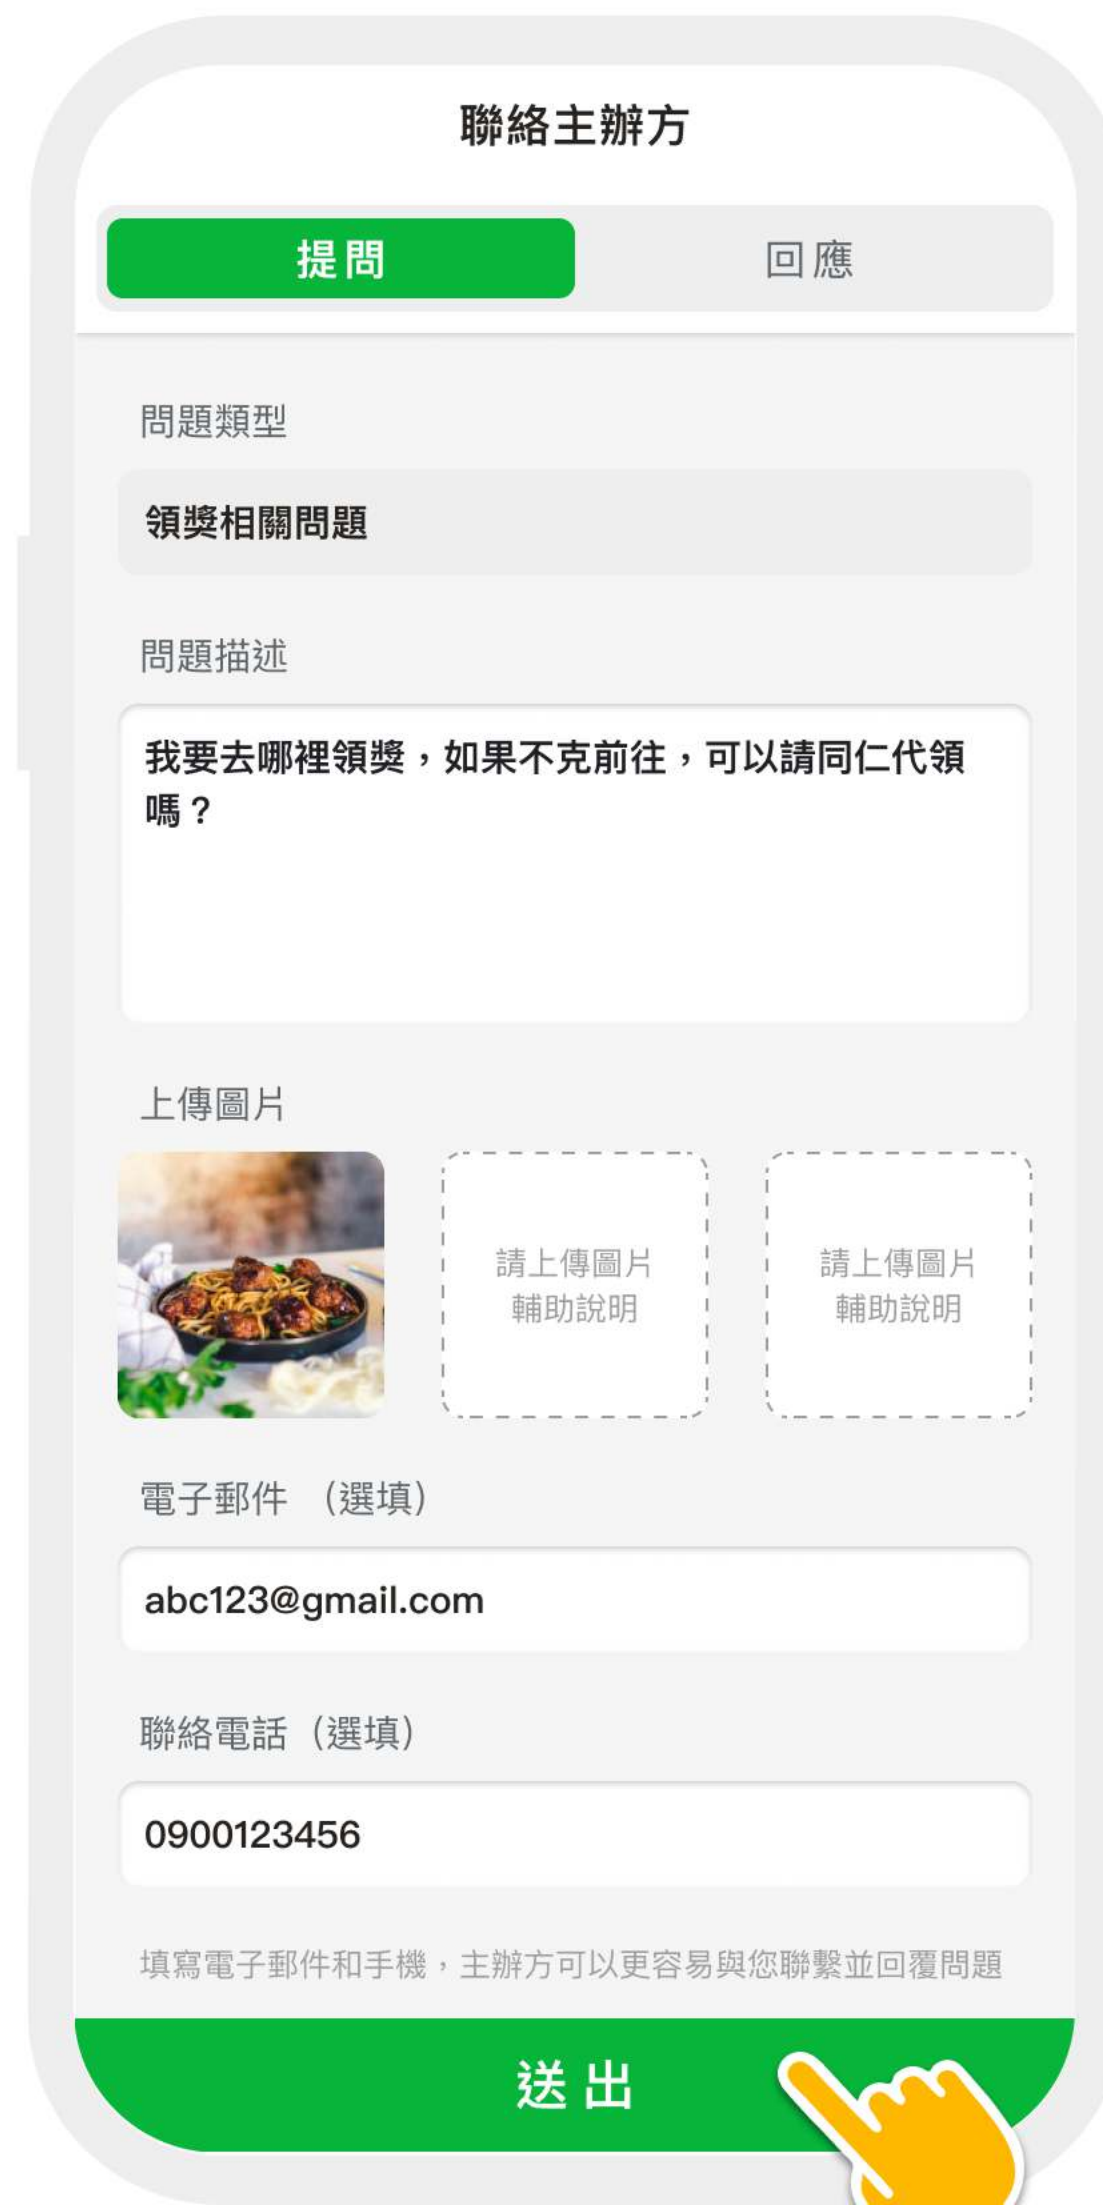 聯絡主辦方
提問
回應
問題類型
領獎相關問題
問題描述
我要去哪裡領獎，如果不克前往，可以請同仁代領
嗎？
上傳圖片
請上傳圖片
輔助說明
請上傳圖片
輔助說明
電子郵件 （選填）
abc123@gmail.com
聯絡電話（選填）
0900123456
填寫電子郵件和手機，主辦方可以更容易與您聯繫並回覆問題
送出